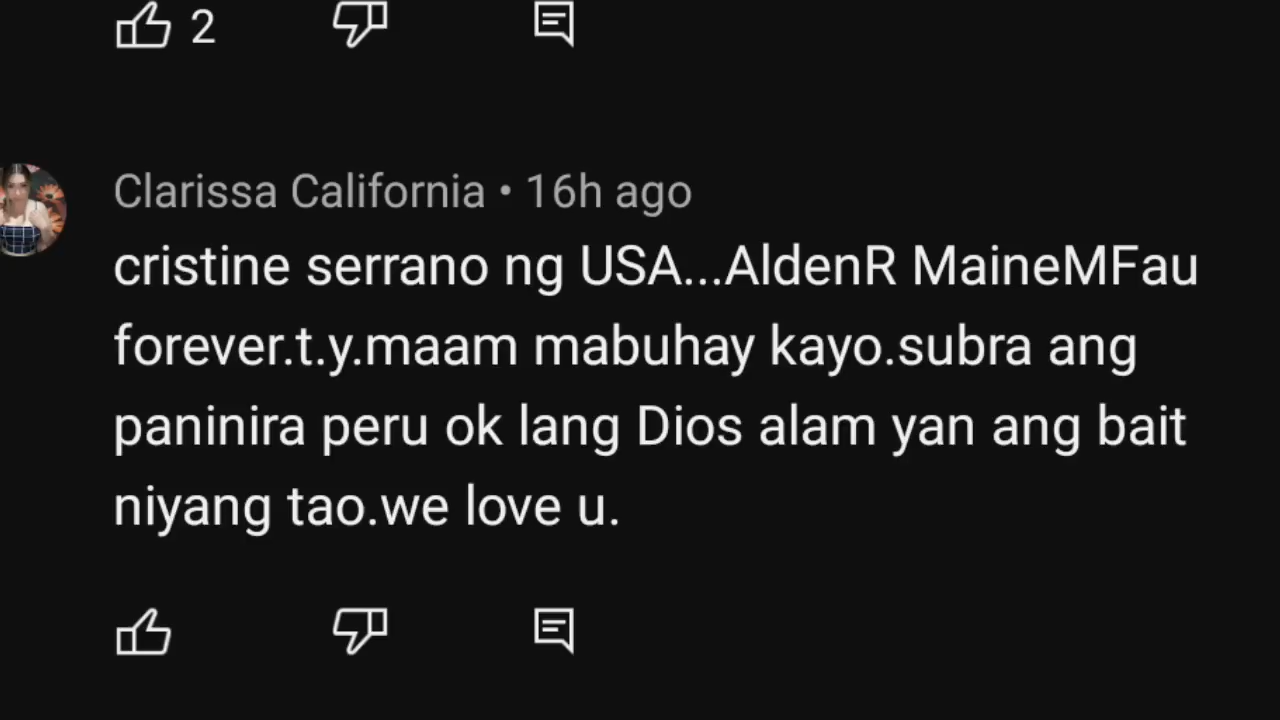 2
Clarissa California • 16h ago
cristine serrano ng USA...AldenR MaineMFau
forever.t.y.maam mabuhay kayo.subra ang
paninira peru ok lang Dios alam yan ang bait
niyang tao.we love u.